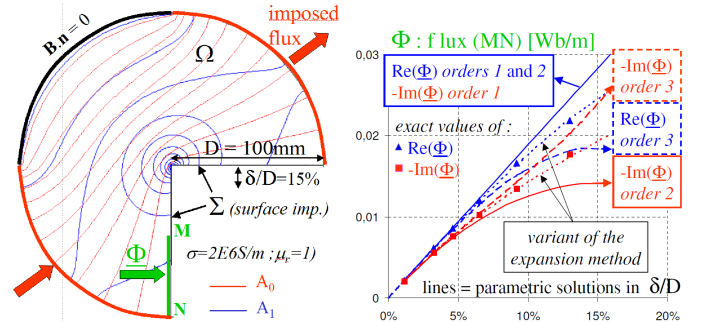 imposed
flux
B.n = 0
Ω
D = 100mm
δ/D=15%
Σ (surface imp.)
M
Φ
σ=2E6S/m ;μr=1)
N
A0
A1
Φ : flux (MN) [Wb/m]
0,03
0,02
0,01
0
0%
5%
10%
15%
20%
Re(Φ) orders 1 and 2
-Im(Φ) order 1
exact values of :
Re(Φ)
-Im(Φ)
-Im(Φ)
order 3
Re(Φ)
order 3
-Im(Φ)
order 2
variant of the
expansion method
lines = parametric solutions in δ/D